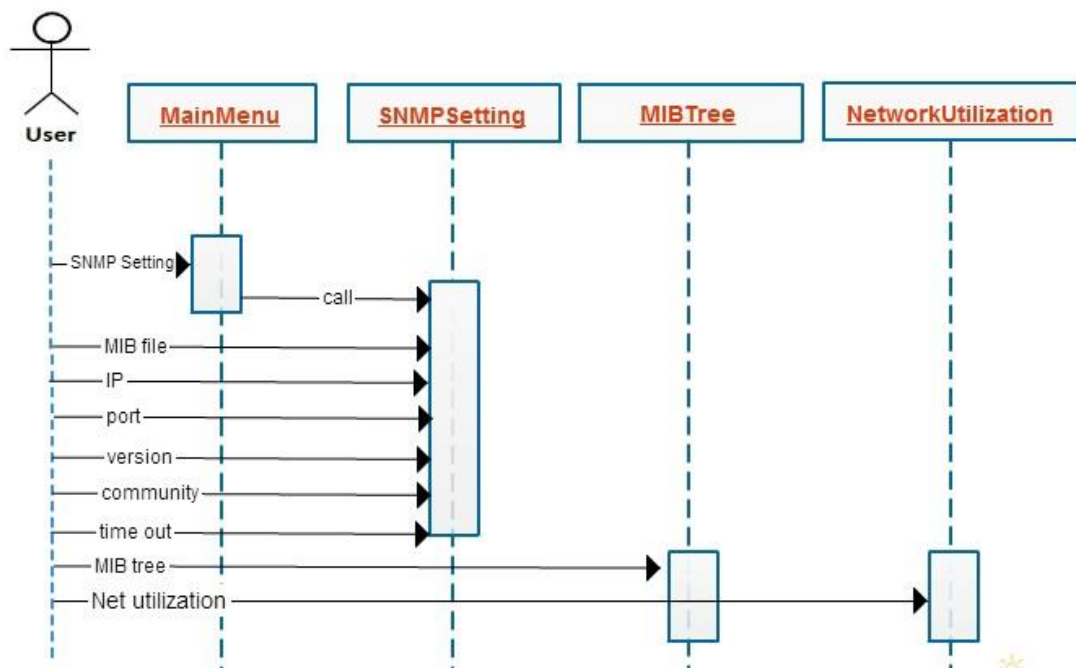 User
MainMenu
SNMPSetting
MIBTree
NetworkUtilization
SNMP Setting
call
MIB file
IP
port
version
community
time out
MIB tree
Net utilization